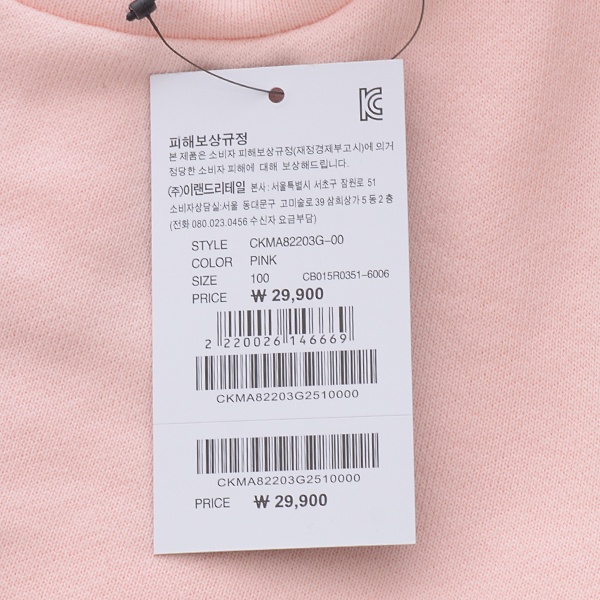 피해보상규정
본 제품은 소비자 피해보상규정(재정경제부고시)에 의거
정당한 소비자 피해에 대해 보상해드립니다.
(주)이랜드리테일 본사 : 서울특별시 서초구 잠원로 51
소비자상담실:서울 동대문구 고미술로 39 삼희상가 5 동 2 층
(전화 080.023.0456 수신자 요금부담)
STYLE CKMA82203G-00
COLOR PINK
SIZE 100 CB015R0351-6006
PRICE ₩ 29,900
2 220026 146669
CKMA82203G2510000
CKMA82203G2510000
PRICE ₩ 29,900